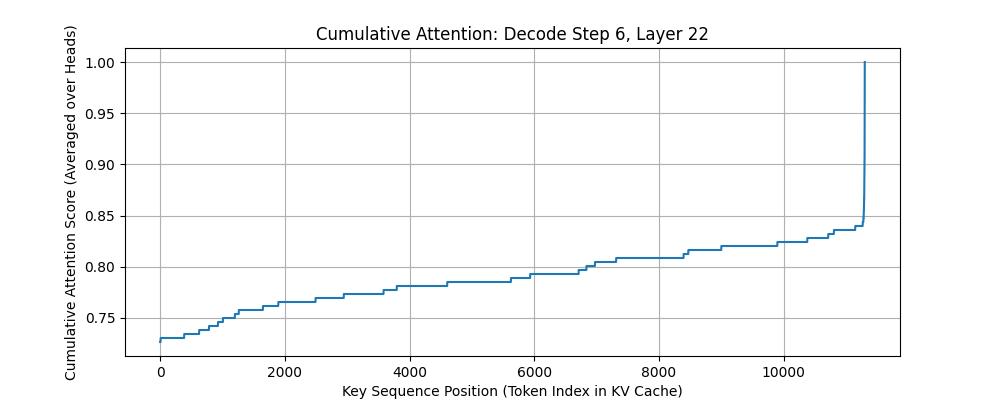 Cumulative Attention: Decode Step 6, Layer 22
Cumulative Attention Score (Averaged over Heads)
1.00
0.95
0.90
0.85
0.80
0.75
0 2000 4000 6000 8000 10000
Key Sequence Position (Token Index in KV Cache)